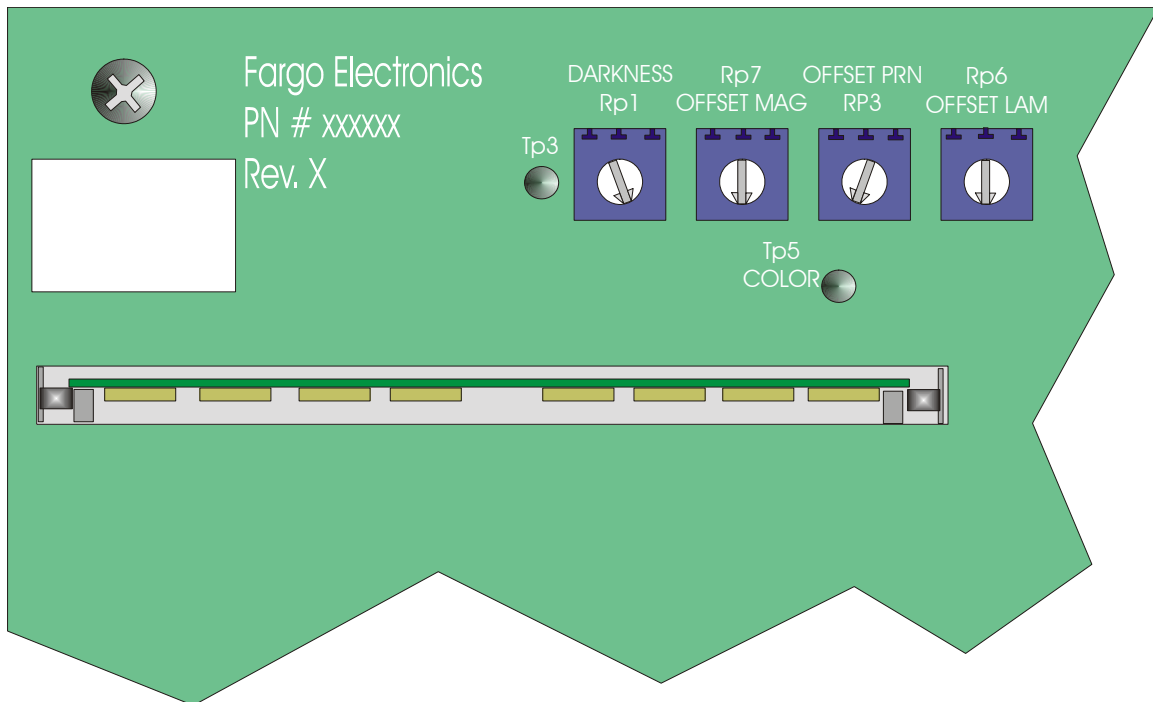 Fargo Electronics
PN # xxxxxx
Rev. X
DARKNESS
Rp1
Rp7
OFFSET MAG
OFFSET PRN
RP3
Rp6
OFFSET LAM
Tp3
Tp5
COLOR